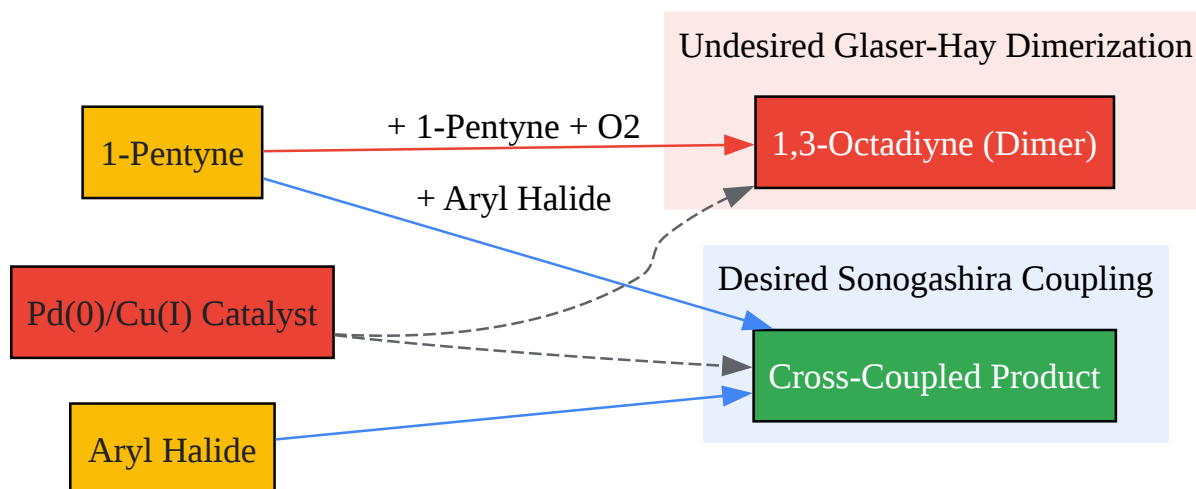 Undesired Glaser-Hay Dimerization
1-Pentyne
+ 1-Pentyne + O2
1,3-Octadiyne (Dimer)
+ Aryl Halide
Pd(0)/Cu(I) Catalyst
Desired Sonogashira Coupling
Cross-Coupled Product
Aryl Halide